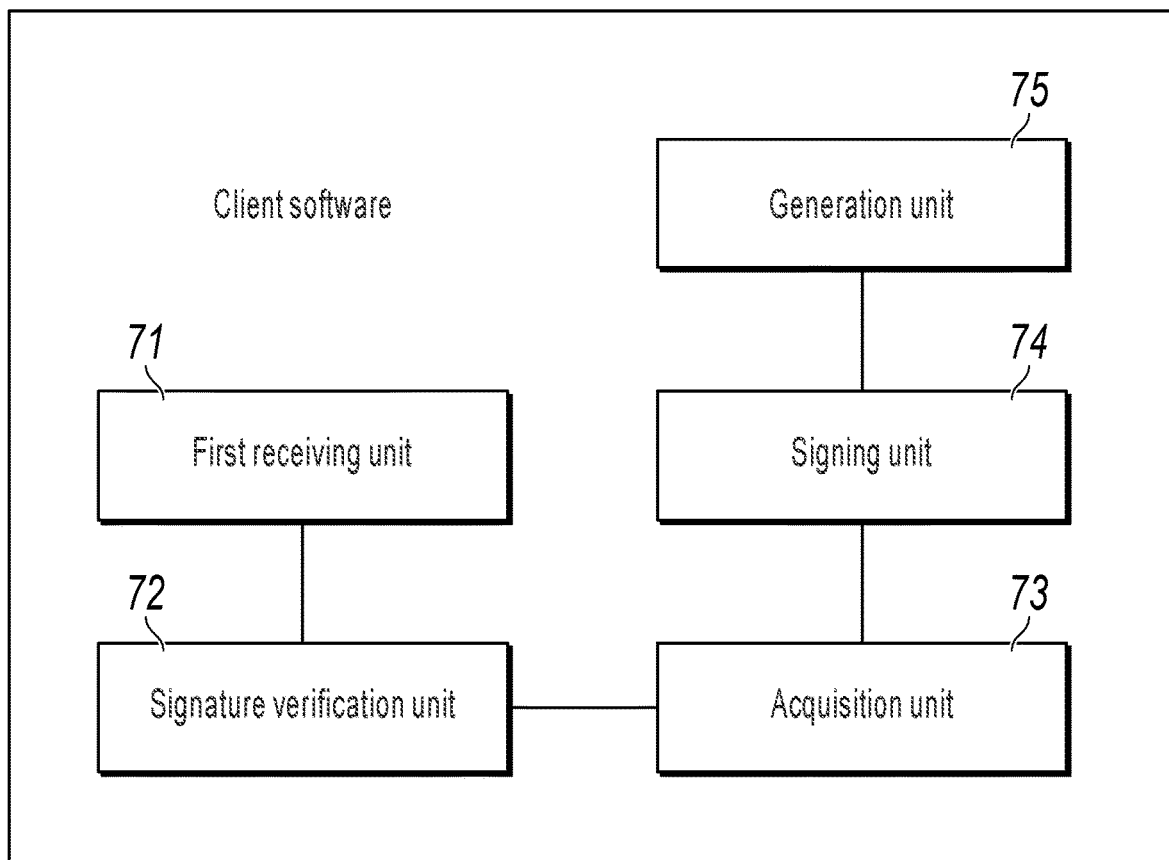 75
Client software
Generation unit
71
74
First receiving unit
Signing unit
72
73
Signature verification unit
Acquisition unit